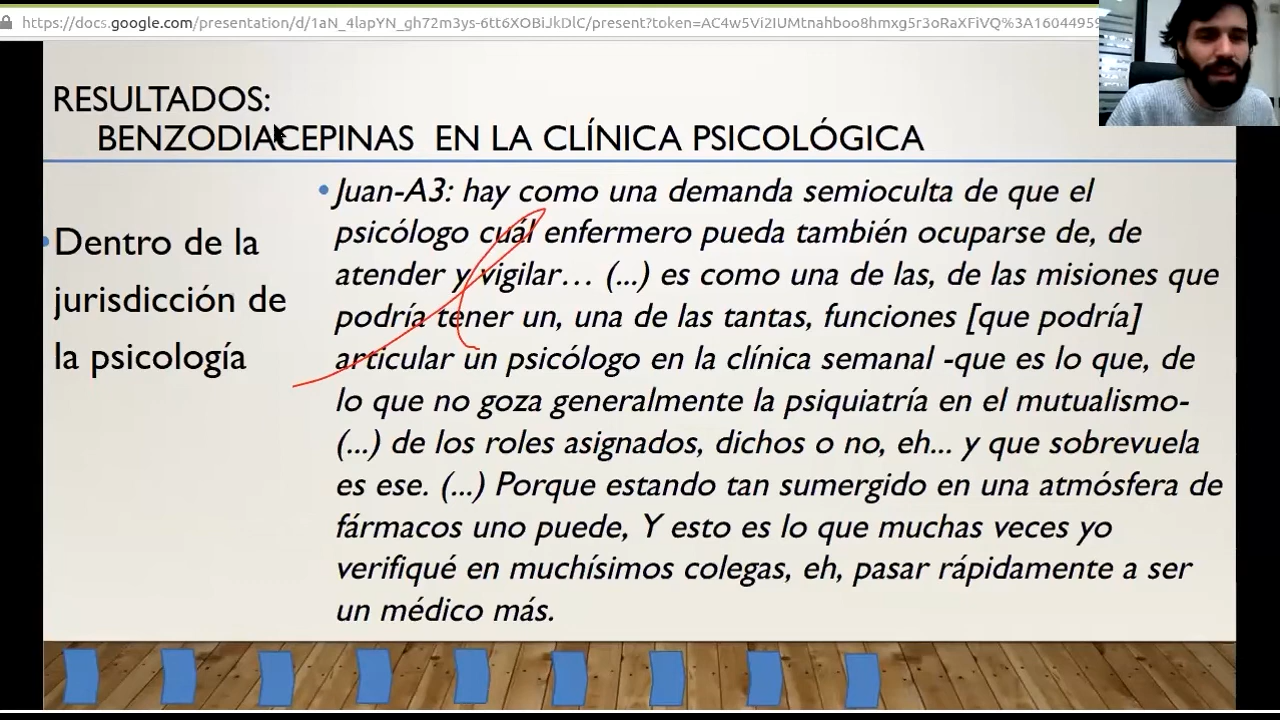 https://docs.google.com/presentation/d/1aN_4lapYN_gh72m3ys-6tt6XOBiJkDlC/present?token=AC4w5Vi2IUMtnahboo8hmxg5r3oRaXFiVQ%3A16044959
RESULTADOS:
BENZODIACEPINAS EN LA CLÍNICA PSICOLÓGICA
• Dentro de la
jurisdicción de
la psicología
• Juan-A3: hay como una demanda semioculta de que el
psicólogo cuál enfermero pueda también ocuparse de, de
atender y vigilar… (...) es como una de las, de las misiones que
podría tener un, una de las tantas, funciones [que podría]
articular un psicólogo en la clínica semanal -que es lo que, de
lo que no goza generalmente la psiquiatría en el mutualismo-
(...) de los roles asignados, dichos o no, eh... y que sobrevuela
es ese. (...) Porque estando tan sumergido en una atmósfera de
fármacos uno puede, Y esto es lo que muchas veces yo
verifiqué en muchísimos colegas, eh, pasar rápidamente a ser
un médico más.